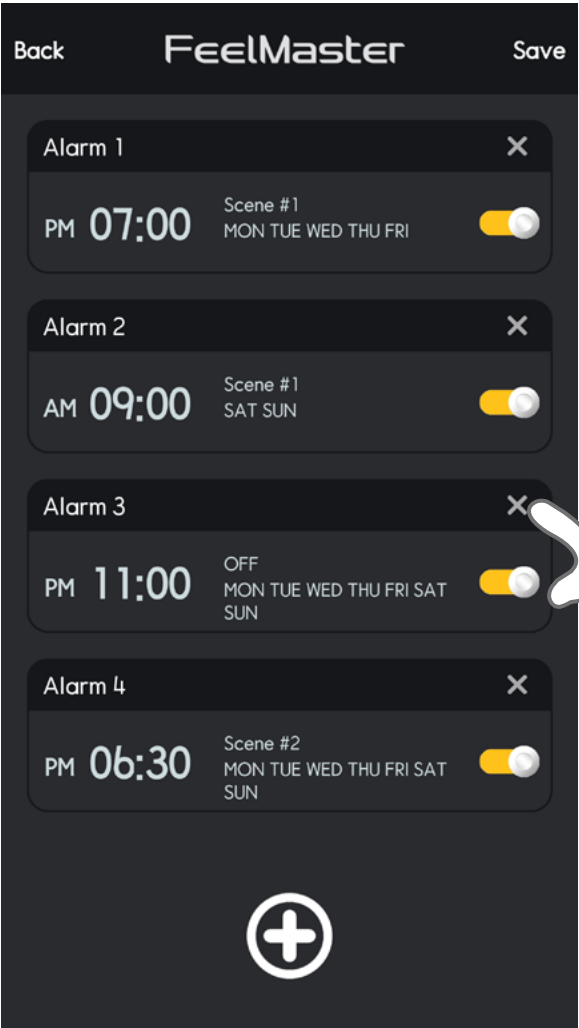 Back FeelMaster Save
Alarm 1
PM 07:00
Scene #1
MON TUE WED THU FRI
Alarm 2
AM 09:00
Scene #1
SAT SUN
Alarm 3
PM 11:00
OFF
MON TUE WED THU FRI SAT
SUN
Alarm 4
PM 06:30
Scene #2
MON TUE WED THU FRI SAT
SUN